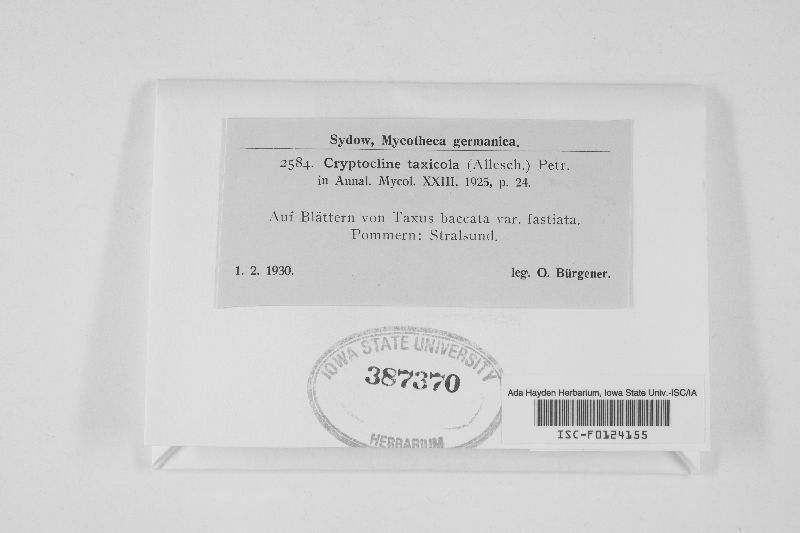 Sydow, Mycotheca germanica.
2584. Cryptocline taxicola (Allesch.) Petr.
in Annal. Mycol. XXIII, 1925, p. 24.
Auf Blättern von Taxus baccata var. fastiata.
Pommern: Stralsund.
1. 2. 1930. leg. O. Bürgener.
IOWA STATE UNIVERSITY
387370
HERBARIUM
Ada Hayden Herbarium, Iowa State Univ.-ISC/IA
ISC-F0124155